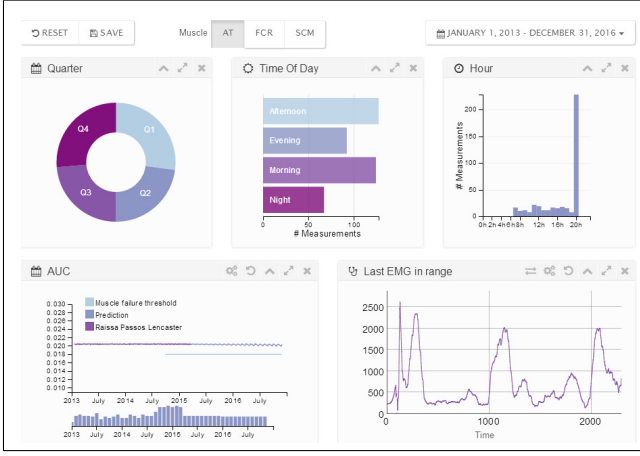 RESET SAVE Muscle AT FCR SCM JANUARY 1, 2013 - DECEMBER 31, 2016
Quarter
Q4 Q1
Q3 Q2
Time Of Day
Afternoon
Evening
Morning
Night
0 50 100
# Measurements
Hour
# Measurements
200
150
100
50
0
0h 2h 4h 6h 8h 12h 16h 20h
AUC
0.030
0.028
0.026
0.024
0.022
0.020
0.018
0.016
0.014
0.012
0.010
Muscle failure threshold
Prediction
Raissa Passos Lencaster
2013 July 2014 July 2015 July 2016 July
2013 July 2014 July 2015 July 2016 July
Last EMG in range
2500
2000
1500
1000
500
0
0 1000 2000
Time